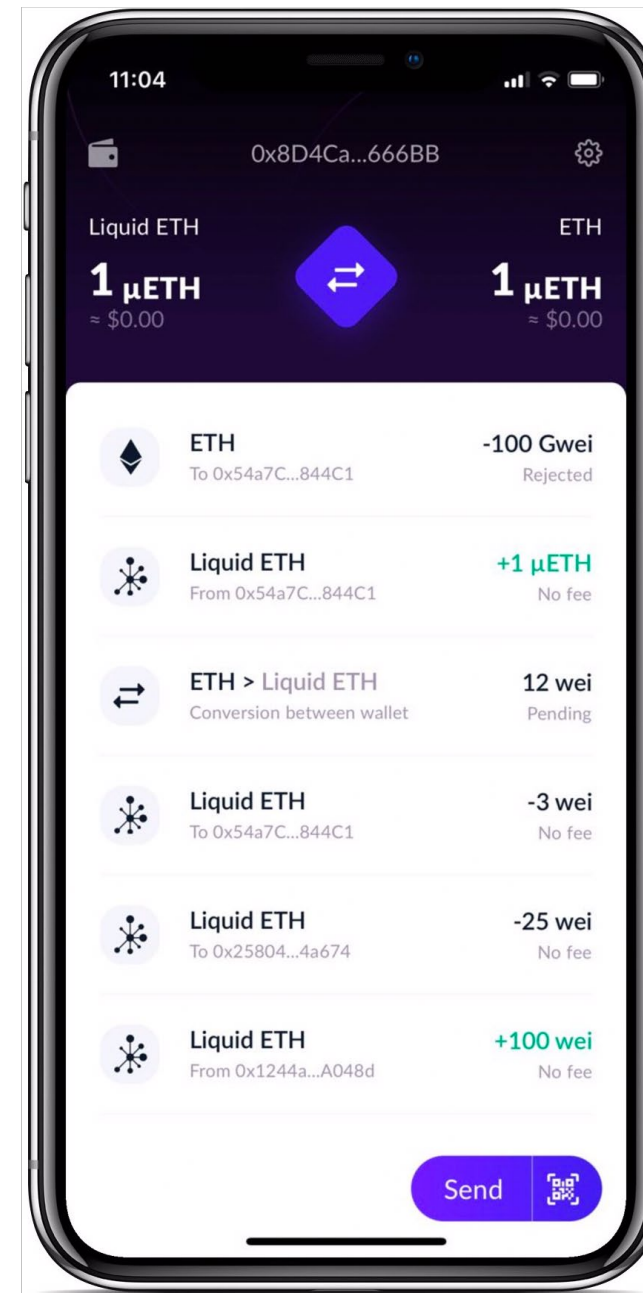 11:04
0x8D4Ca...666BB
Liquid ETH
ETH
1 μETH
1 μETH
≈ $0.00
≈ $0.00
ETH
-100 Gwei
To 0x54a7C...844C1
Rejected
Liquid ETH
+1 μETH
From 0x54a7C...844C1
No fee
ETH > Liquid ETH
12 wei
Conversion between wallet
Pending
Liquid ETH
-3 wei
To 0x54a7C...844C1
No fee
Liquid ETH
-25 wei
To 0x25804...4a674
No fee
Liquid ETH
+100 wei
From 0x1244a...A048d
No fee
Send